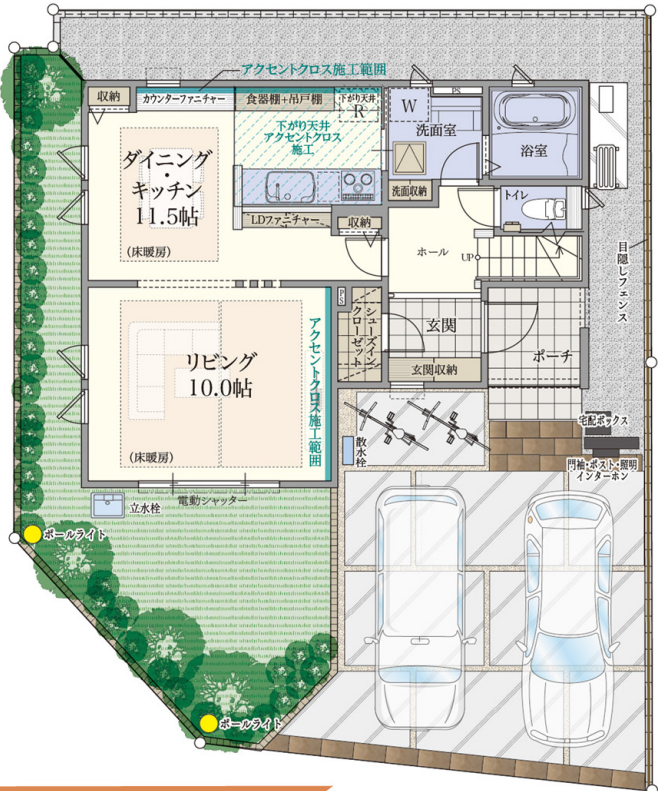 アクセントクロス施工範囲
収納
カウンターファニチャー
食器棚+吊戸棚
下がり天井
R
W
PS
洗面室
浴室
下がり天井
アクセントクロス
施工
ダイニング
・
キッチン
11.5帖
(床暖房)
洗面収納
トイレ
LDファニチャー
収納
ホール
UP
目隠しフェンス
PS
シューズイン
クローゼット
玄関
ポーチ
リビング
10.0帖
(床暖房)
アクセントクロス施工範囲
玄関収納
宅配ボックス
散水栓
門袖・ポスト・照明
インターホン
電動シャッター
立水栓
ポールライト
ポールライト